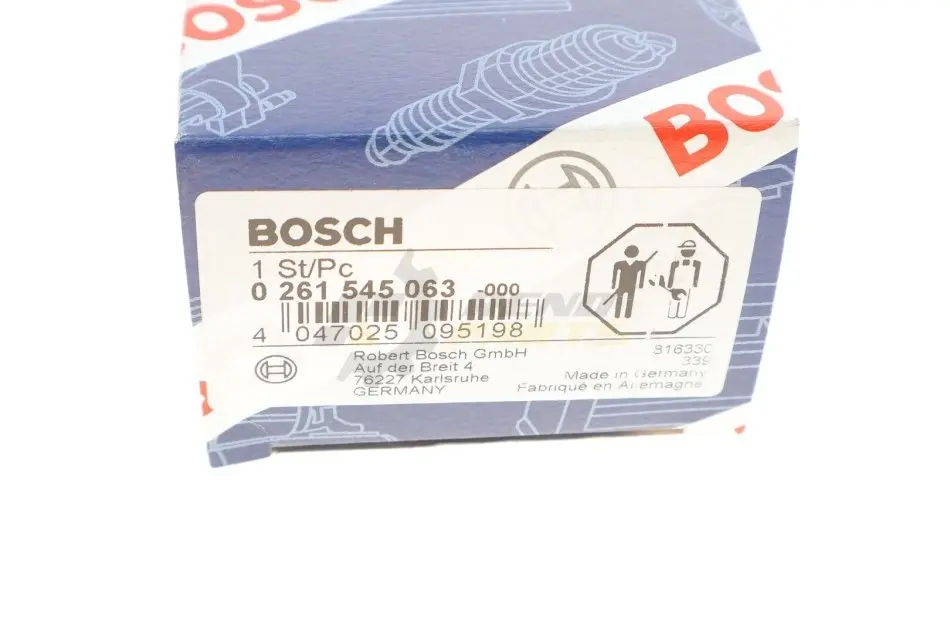 BOSCH
BOS
BOSCH
1 St/Pc
0 261 545 063 -000
4 047025 095198
Robert Bosch GmbH
Auf der Breit 4
76227 Karlsruhe
GERMANY
81633C
339
Made in Germany
Fabriqué en Allemagne